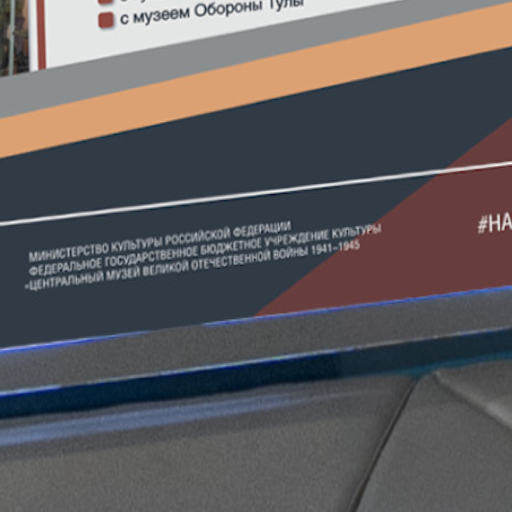 с музеем Обороны Тулы
МИНИСТЕРСТВО КУЛЬТУРЫ РОССИЙСКОЙ ФЕДЕРАЦИИ
ФЕДЕРАЛЬНОЕ ГОСУДАРСТВЕННОЕ БЮДЖЕТНОЕ УЧРЕЖДЕНИЕ КУЛЬТУРЫ
«ЦЕНТРАЛЬНЫЙ МУЗЕЙ ВЕЛИКОЙ ОТЕЧЕСТВЕННОЙ ВОЙНЫ 1941–1945
#НА